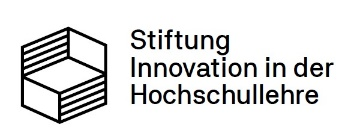 Stiftung
Innovation in der
Hochschullehre